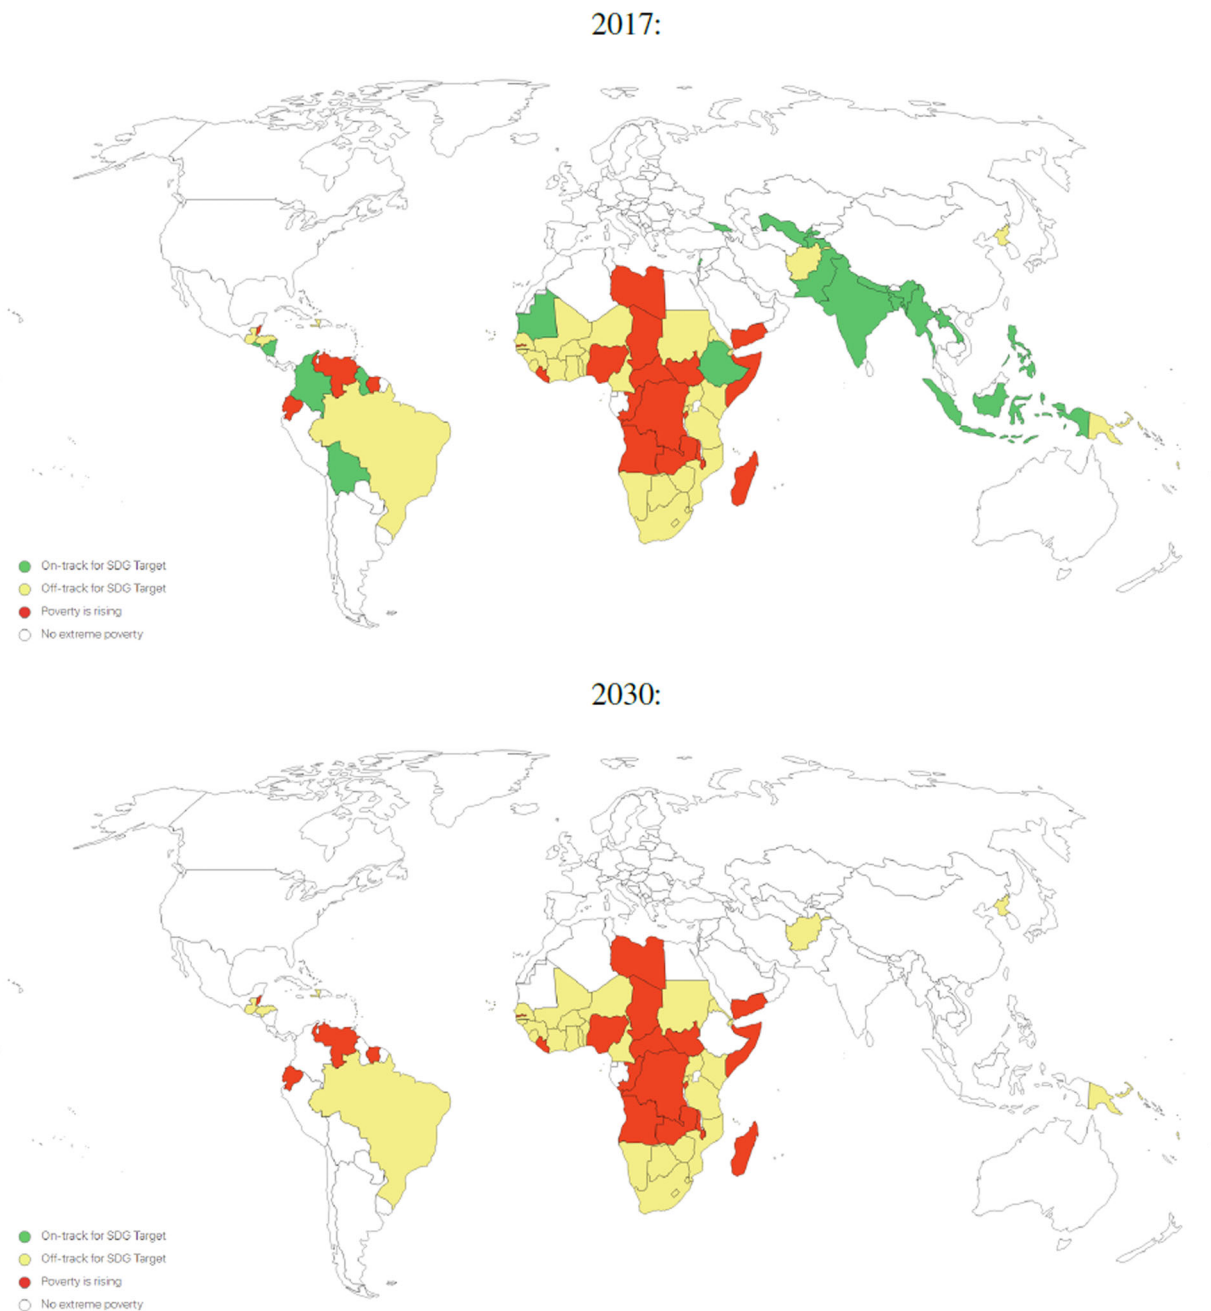 2017:
On-track for SDG Target
Off-track for SDG Target
Poverty is rising
No extreme poverty
2030:
On-track for SDG Target
Off-track for SDG Target
Poverty is rising
No extreme poverty